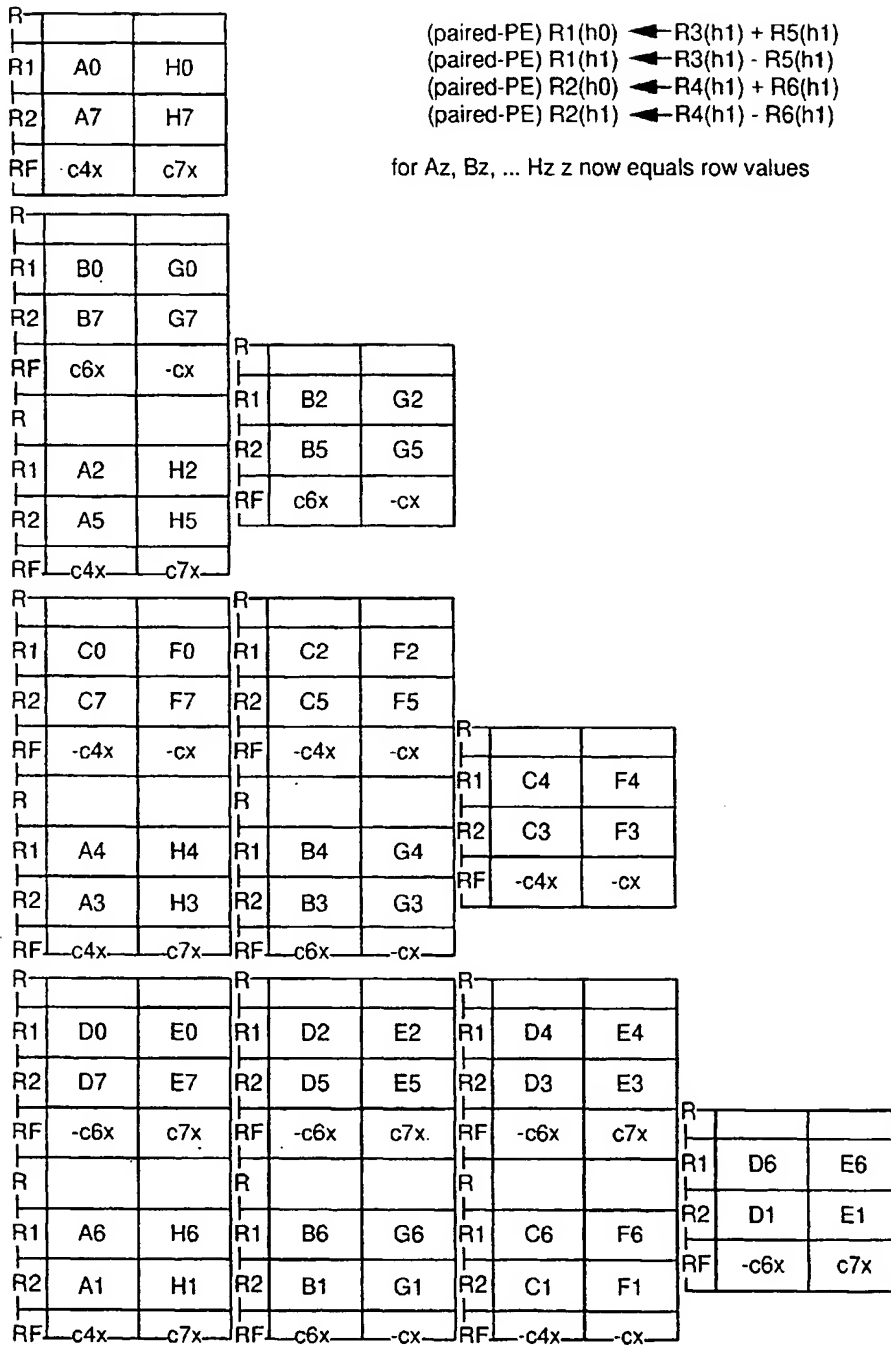 (paired-PE) R1(h0) ◄ R3(h1) + R5(h1)
(paired-PE) R1(h1) ◄ R3(h1) - R5(h1)
(paired-PE) R2(h0) ◄ R4(h1) + R6(h1)
(paired-PE) R2(h1) ◄ R4(h1) - R6(h1)
for Az, Bz, ... Hz z now equals row values
R
R1 A0 H0
R2 A7 H7
RF c4x c7x
R
R1 B0 G0
R2 B7 G7
RF c6x -cx
R
R1 A2 H2
R2 A5 H5
RF c4x c7x
R
R1 B2 G2
R2 B5 G5
RF c6x -cx
R
R1 C0 F0
R2 C7 F7
RF -c4x -cx
R
R1 A4 H4
R2 A3 H3
RF c4x c7x
R
R1 C2 F2
R2 C5 F5
RF -c4x -cx
R
R1 B4 G4
R2 B3 G3
RF c6x -cx
R
R1 C4 F4
R2 C3 F3
RF -c4x -cx
R
R1 D0 E0
R2 D7 E7
RF -c6x c7x
R
R1 A6 H6
R2 A1 H1
RF c4x c7x
R
R1 D2 E2
R2 D5 E5
RF -c6x c7x
R
R1 B6 G6
R2 B1 G1
RF c6x -cx
R
R1 D4 E4
R2 D3 E3
RF -c6x c7x
R
R1 C6 F6
R2 C1 F1
RF -c4x -cx
R
R1 D6 E6
R2 D1 E1
RF -c6x c7x